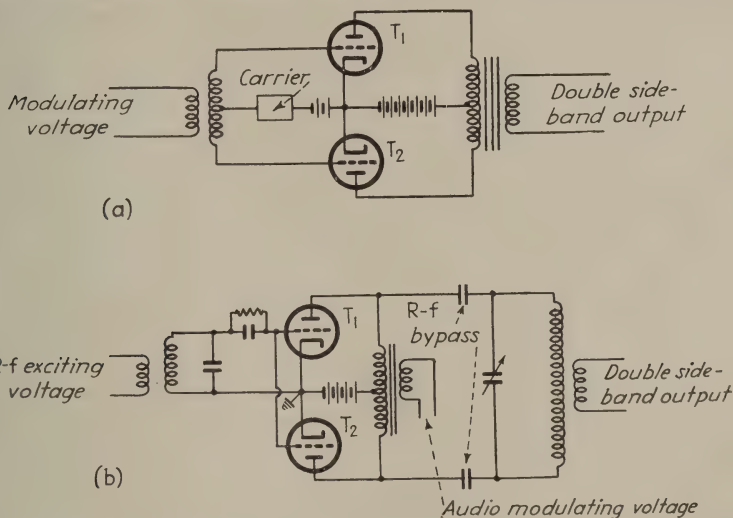 T1
Carrier
Modulating
voltage
Double side-
band output
T2
(a)
T1
R-f
bypass
R-f exciting
voltage
Double side-
band output
T2
(b)
Audio modulating voltage